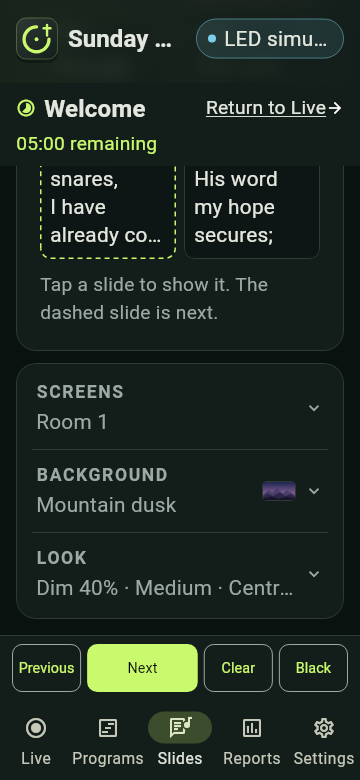 Sunday ...
LED simu...
Welcome
Return to Live
05:00 remaining
snares,
I have
already co...
His word
my hope
secures;
Tap a slide to show it. The
dashed slide is next.
SCREENS
Room 1
BACKGROUND
Mountain dusk
LOOK
Dim 40% · Medium · Centr...
Previous
Next
Clear
Black
Live
Programs
Slides
Reports
Settings